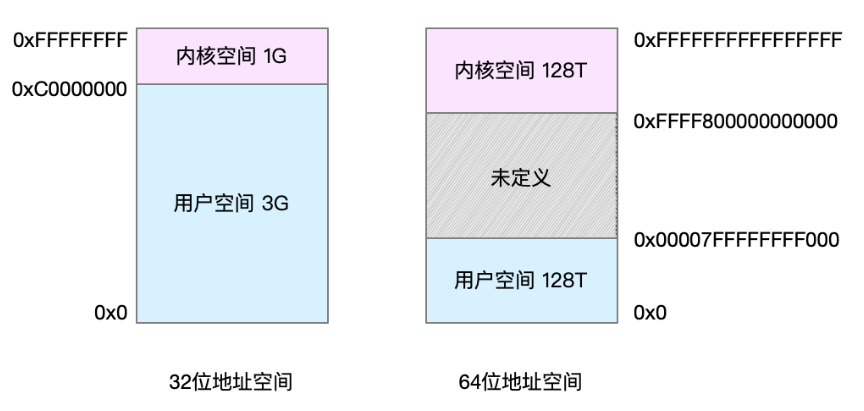 0xFFFFFFFF
内核空间 1G
0xC0000000
用户空间 3G
0x0
32位地址空间
0xFFFFFFFFFFFFFFFF
内核空间 128T
0xFFFF800000000000
未定义
0x00007FFFFFFFF000
用户空间 128T
0x0
64位地址空间